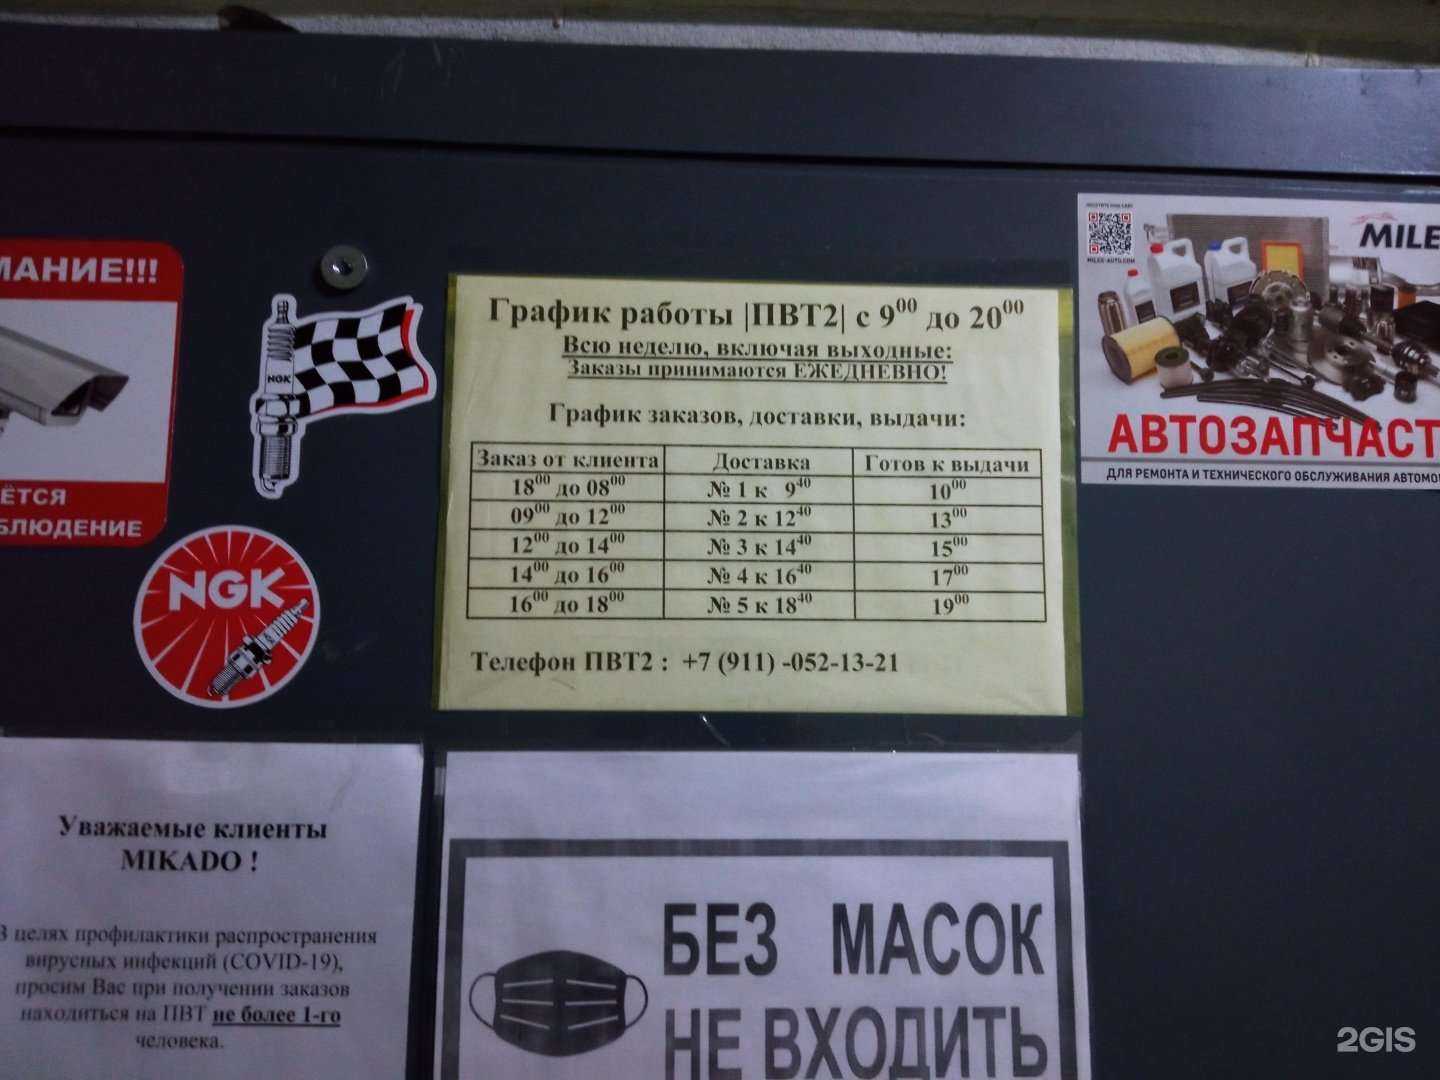 МАНИЕ!!!
ЁТСЯ
БЛЮДЕНИЕ
NGK
NGK
График работы |ПВТ2| с 9⁰⁰ до 20⁰⁰
Всю неделю, включая выходные:
Заказы принимаются ЕЖЕДНЕВНО!
График заказов, доставки, выдачи:
Заказ от клиента Доставка Готов к выдачи
18⁰⁰ до 08⁰⁰ № 1 к 9⁴⁰ 10⁰⁰
09⁰⁰ до 12⁰⁰ № 2 к 12⁴⁰ 13⁰⁰
12⁰⁰ до 14⁰⁰ № 3 к 14⁴⁰ 15⁰⁰
14⁰⁰ до 16⁰⁰ № 4 к 16⁴⁰ 17⁰⁰
16⁰⁰ до 18⁰⁰ № 5 к 18⁴⁰ 19⁰⁰
Телефон ПВТ2 : +7 (911) -052-13-21
MILES-AUTO.COM
MILE
АВТОЗАПЧАСТ
ДЛЯ РЕМОНТА И ТЕХНИЧЕСКОГО ОБСЛУЖИВАНИЯ АВТОМО
Уважаемые клиенты
MIKADO !
В целях профилактики распространения
вирусных инфекций (COVID-19),
просим Вас при получении заказов
находиться на ПВТ не более 1-го
человека.
БЕЗ МАСОК
НЕ ВХОДИТЬ
2GIS